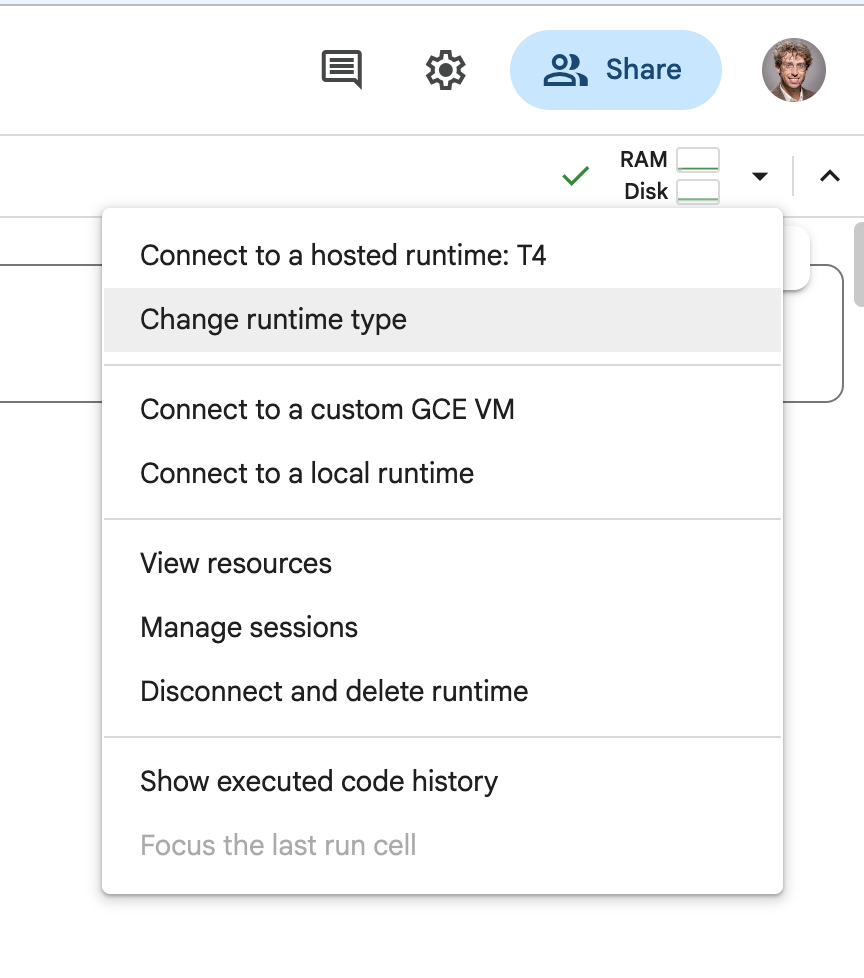 Share
RAM
Disk
Connect to a hosted runtime: T4
Change runtime type
Connect to a custom GCE VM
Connect to a local runtime
View resources
Manage sessions
Disconnect and delete runtime
Show executed code history
Focus the last run cell